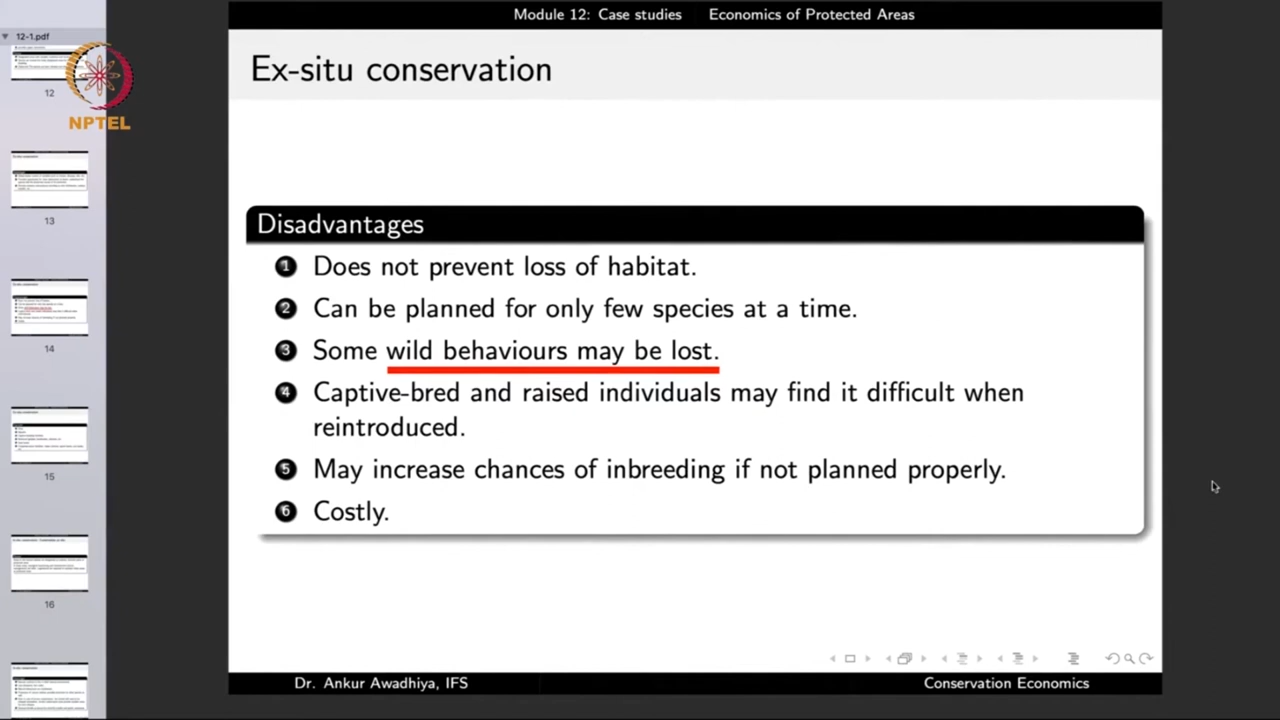 Module 12: Case studies Economics of Protected Areas
12-1.pdf
NPTEL
12
13
14
15
16
Ex-situ conservation
Disadvantages
1 Does not prevent loss of habitat.
2 Can be planned for only few species at a time.
3 Some wild behaviours may be lost.
4 Captive-bred and raised individuals may find it difficult when
reintroduced.
5 May increase chances of inbreeding if not planned properly.
6 Costly.
Dr. Ankur Awadhiya, IFS Conservation Economics